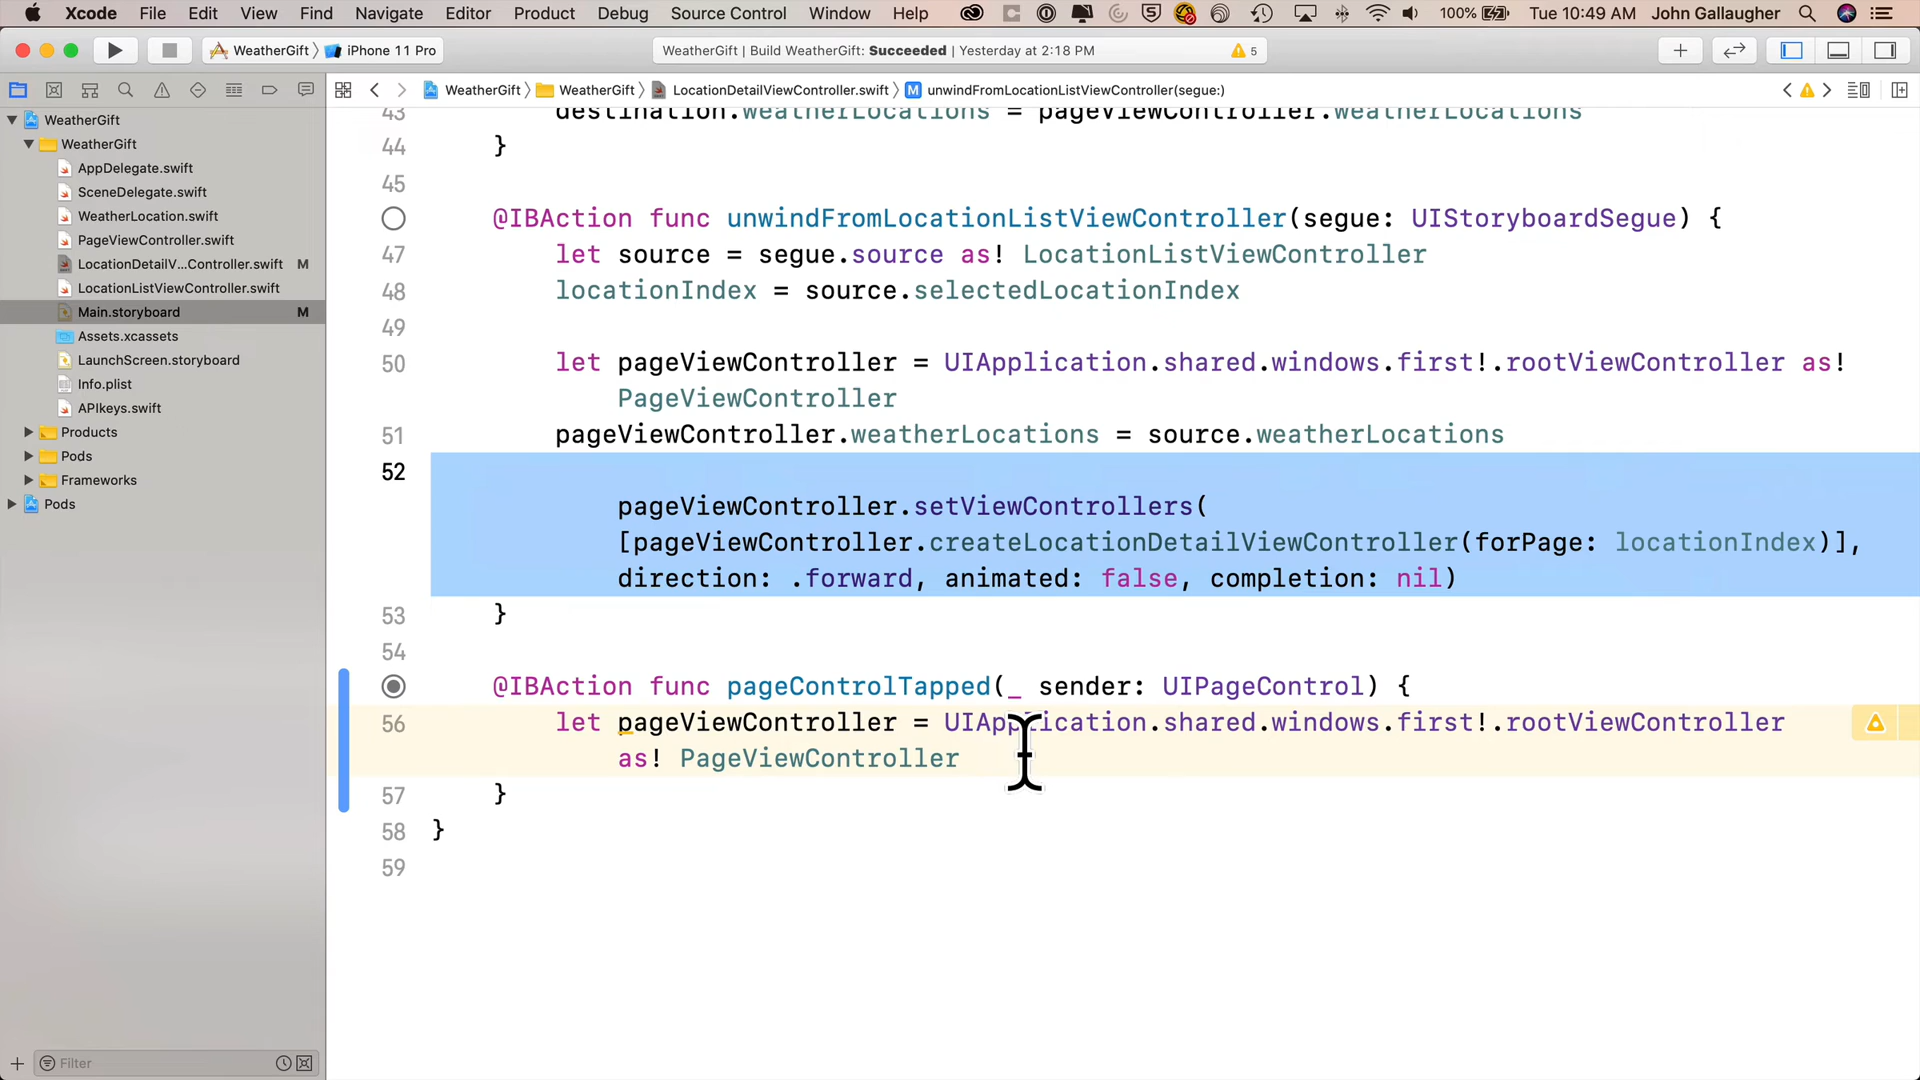 Xcode File Edit View Find Navigate Editor Product Debug Source Control Window Help 100% Tue 10:49 AM John Gallaugher
WeatherGift iPhone 11 Pro WeatherGift | Build WeatherGift: Succeeded | Yesterday at 2:18 PM 5
WeatherGift WeatherGift LocationDetailViewController.swift M unwindFromLocationListViewController(segue:)
WeatherGift
WeatherGift
AppDelegate.swift
SceneDelegate.swift
WeatherLocation.swift
PageViewController.swift
LocationDetailV...Controller.swift M
LocationListViewController.swift
Main.storyboard M
Assets.xcassets
LaunchScreen.storyboard
Info.plist
APIkeys.swift
Products
Pods
Frameworks
Pods
Filter
43 destination.weatherLocations = pageViewController.weatherLocations
44 }
45
@IBAction func unwindFromLocationListViewController(segue: UIStoryboardSegue) {
47 let source = segue.source as! LocationListViewController
48 locationIndex = source.selectedLocationIndex
49
50 let pageViewController = UIApplication.shared.windows.first!.rootViewController as!
PageViewController
51 pageViewController.weatherLocations = source.weatherLocations
52
pageViewController.setViewControllers(
[pageViewController.createLocationDetailViewController(forPage: locationIndex)],
direction: .forward, animated: false, completion: nil)
53 }
54
@IBAction func pageControlTapped(_ sender: UIPageControl) {
56 let pageViewController = UIApplication.shared.windows.first!.rootViewController
as! PageViewController
57 }
58 }
59